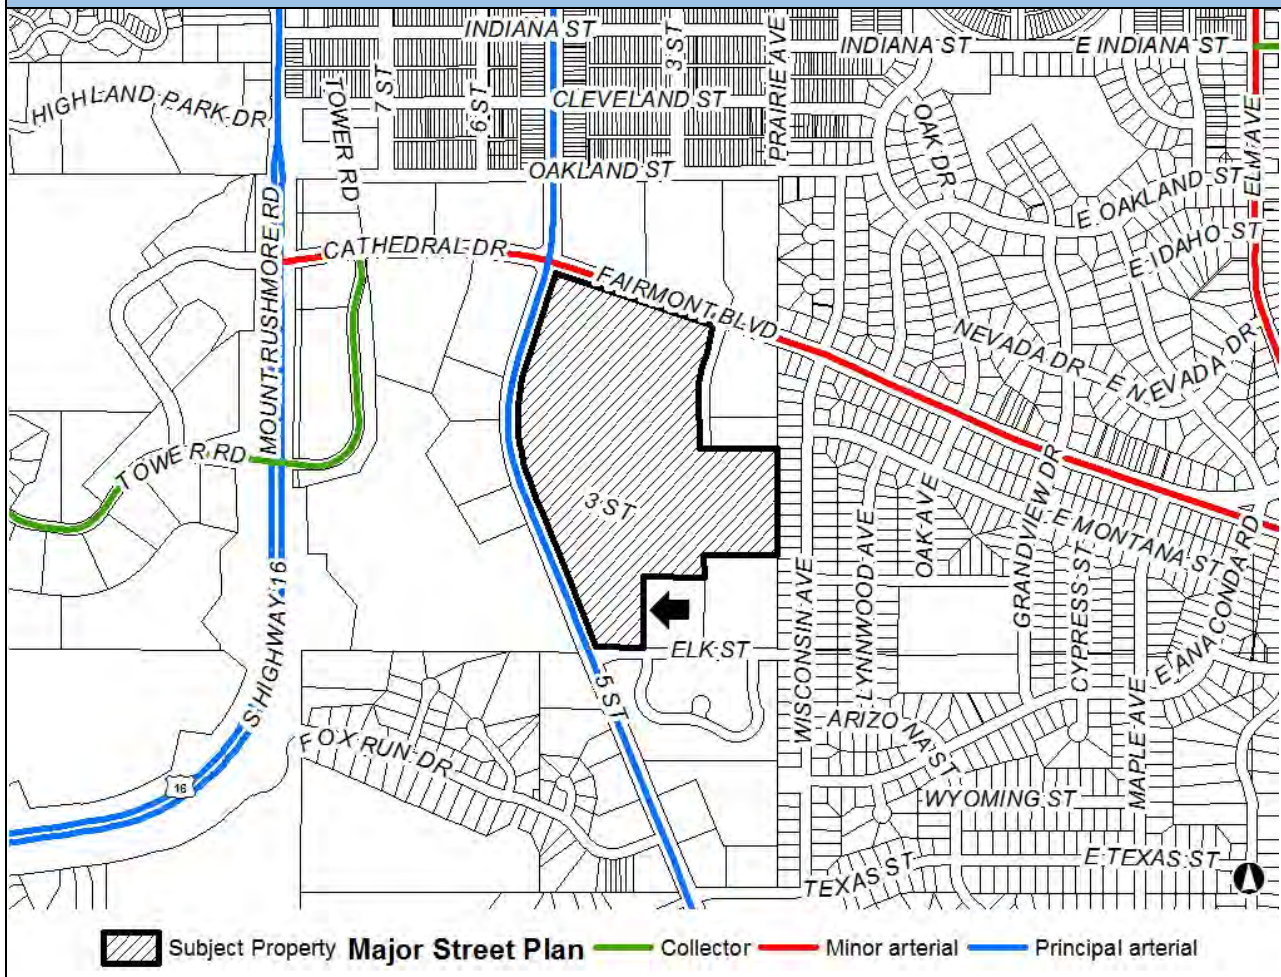 INDIANA ST
3 ST
PRAIRIE AVE
INDIANA ST
E INDIANA ST
HIGHLAND PARK DR
TOWER RD
7 ST
6 ST
CLEVELAND ST
OAK DR
ELM AVE
OAKLAND ST
E OAKLAND ST
E IDAHO ST
MOUNT RUSHMORE RD
CATHEDRAL DR
FAIRMONT BLVD
NEVADA DR
E NEVADA DR
TOWER RD
3 ST
WISCONSIN AVE
LYNNWOOD AVE
OAK AVE
GRANDVIEW DR
E MONTANA ST
CYPRESS ST
E ANACONDA RD
S HIGHWAY 16
ELK ST
5 ST
FOX RUN DR
ARIZONA ST
MAPLE AVE
16
WYOMING ST
TEXAS ST
E TEXAS ST
Subject Property Major Street Plan Collector Minor arterial Principal arterial